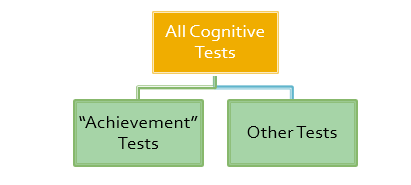 All Cognitive
Tests
“Achievement”
Tests
Other Tests